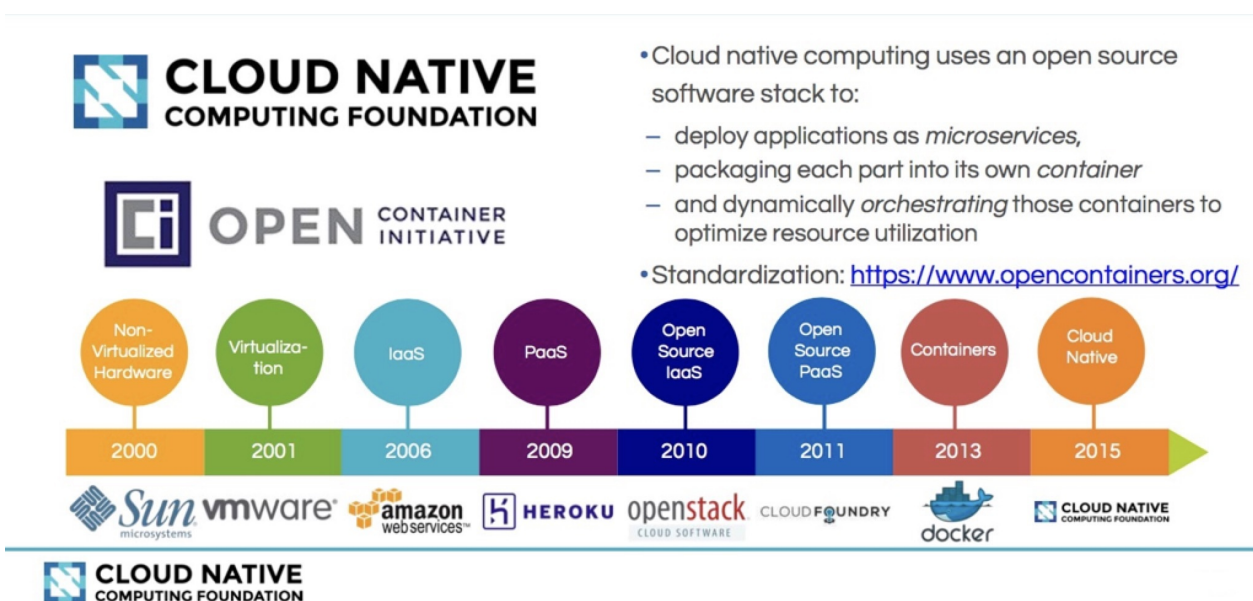 CLOUD NATIVE
COMPUTING FOUNDATION
Ci OPEN CONTAINER
INITIATIVE
•Cloud native computing uses an open source
software stack to:
– deploy applications as microservices,
– packaging each part into its own container
– and dynamically orchestrating those containers to
optimize resource utilization
•Standardization: https://www.opencontainers.org/
Non-
Virtualized
Hardware
Virtualiza-
tion
IaaS
PaaS
Open
Source
IaaS
Open
Source
PaaS
Containers
Cloud
Native
2000 2001 2006 2009 2010 2011 2013 2015
Sun
microsystems
vmware®
amazon
webservices™
HEROKU
openstack
CLOUD SOFTWARE
CLOUD FOUNDRY
docker
CLOUD NATIVE
COMPUTING FOUNDATION
CLOUD NATIVE
COMPUTING FOUNDATION